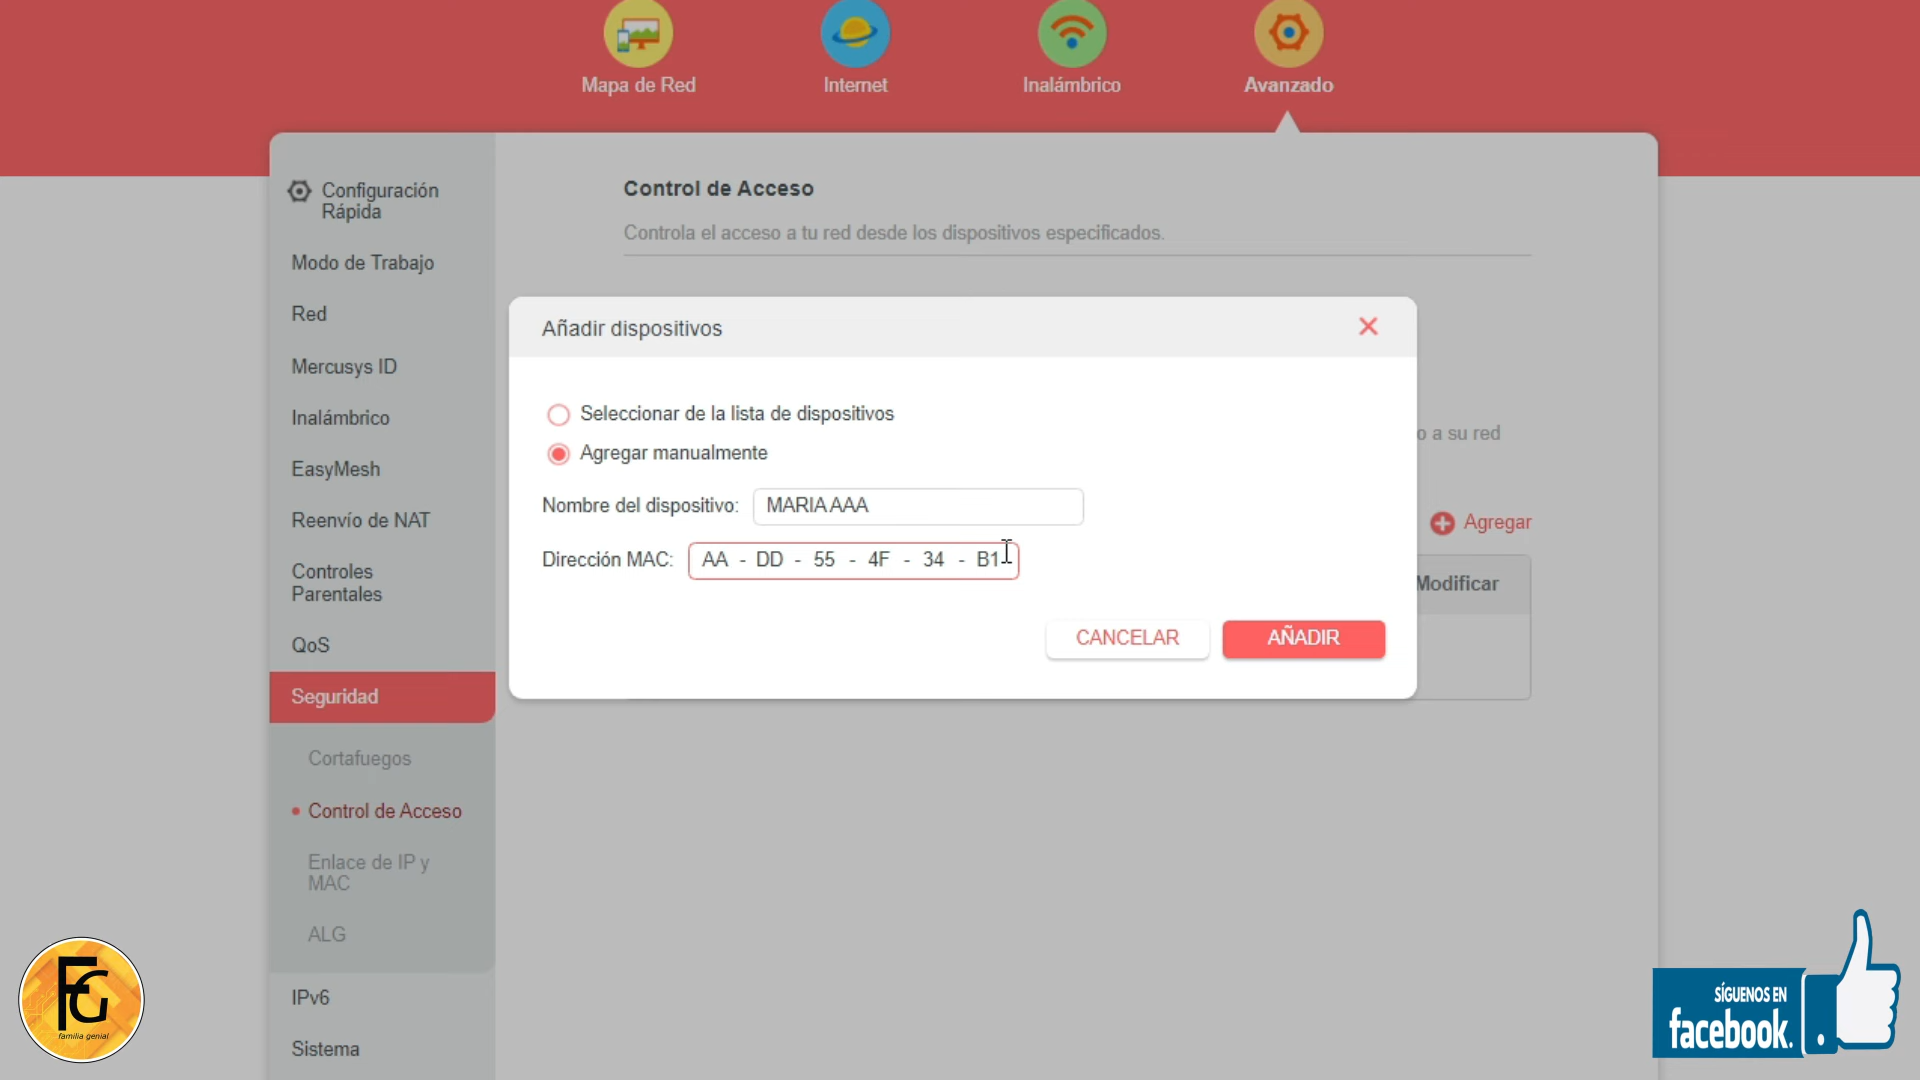 Mapa de Red
Internet
Inalámbrico
Avanzado
Configuración
Rápida
Modo de Trabajo
Red
Mercusys ID
Inalámbrico
EasyMesh
Reenvío de NAT
Controles
Parentales
QoS
Seguridad
Cortafuegos
Control de Acceso
Enlace de IP y
MAC
ALG
IPv6
Sistema
Control de Acceso
Controla el acceso a tu red desde los dispositivos especificados.
o a su red
Agregar
Modificar
Añadir dispositivos
Seleccionar de la lista de dispositivos
Agregar manualmente
Nombre del dispositivo: MARIA AAA
Dirección MAC: AA - DD - 55 - 4F - 34 - B1
CANCELAR AÑADIR
FG
familia genial
SÍGUENOS EN
facebook.